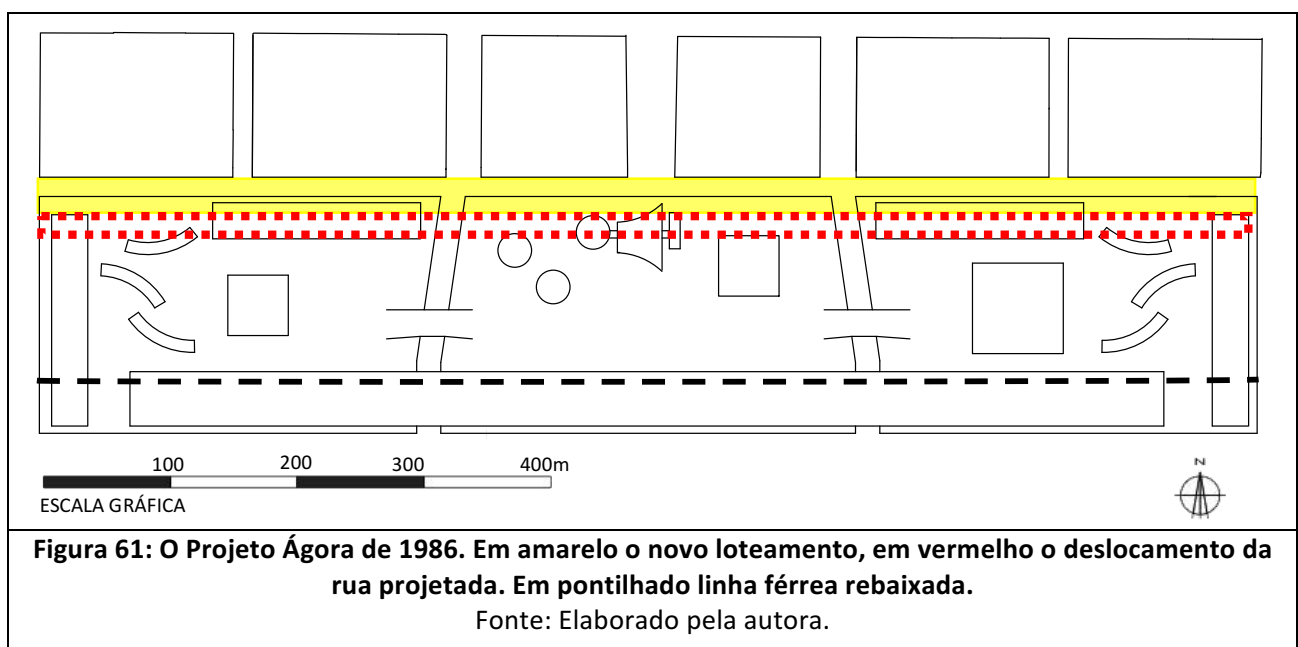 100 200 300 400m
ESCALA GRÁFICA
N
Figura 61: O Projeto Ágora de 1986. Em amarelo o novo loteamento, em vermelho o deslocamento da
rua projetada. Em pontilhado linha férrea rebaixada.
Fonte: Elaborado pela autora.